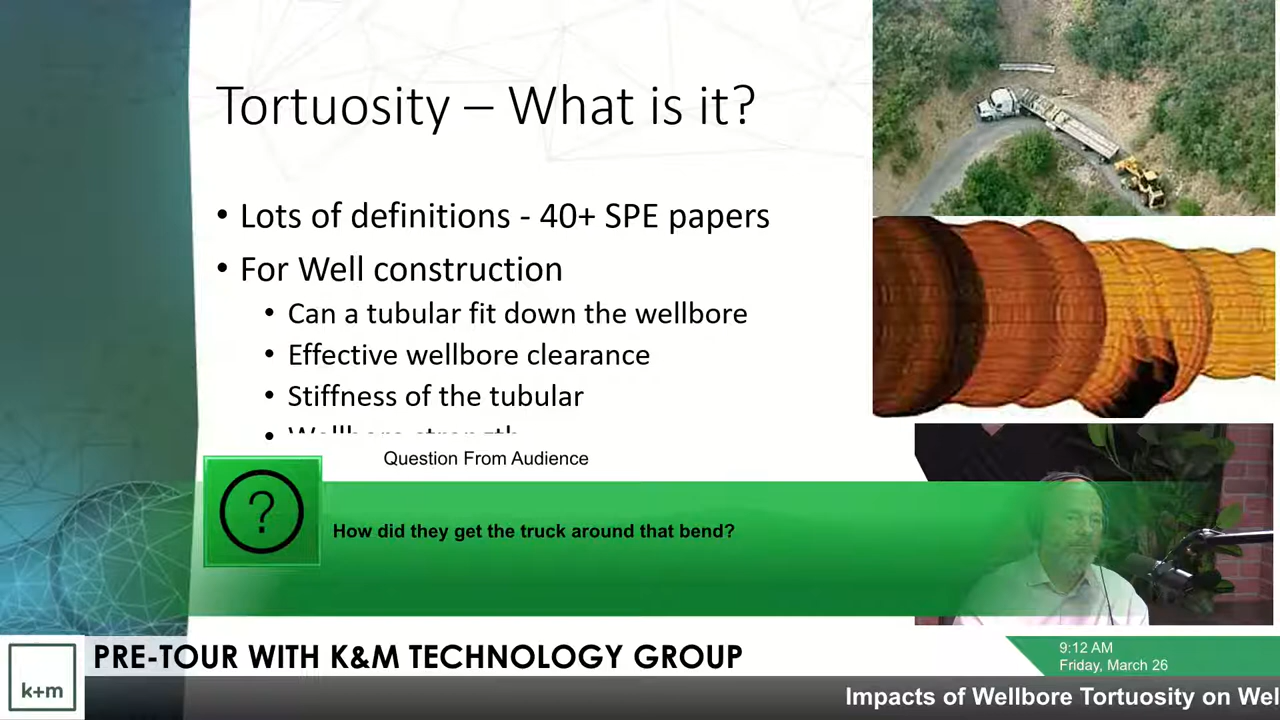 Tortuosity – What is it?
• Lots of definitions - 40+ SPE papers
• For Well construction
• Can a tubular fit down the wellbore
• Effective wellbore clearance
• Stiffness of the tubular
• Wellbore strength
Question From Audience
?
How did they get the truck around that bend?
k+m
PRE-TOUR WITH K&M TECHNOLOGY GROUP
9:12 AM
Friday, March 26
Impacts of Wellbore Tortuosity on Wel